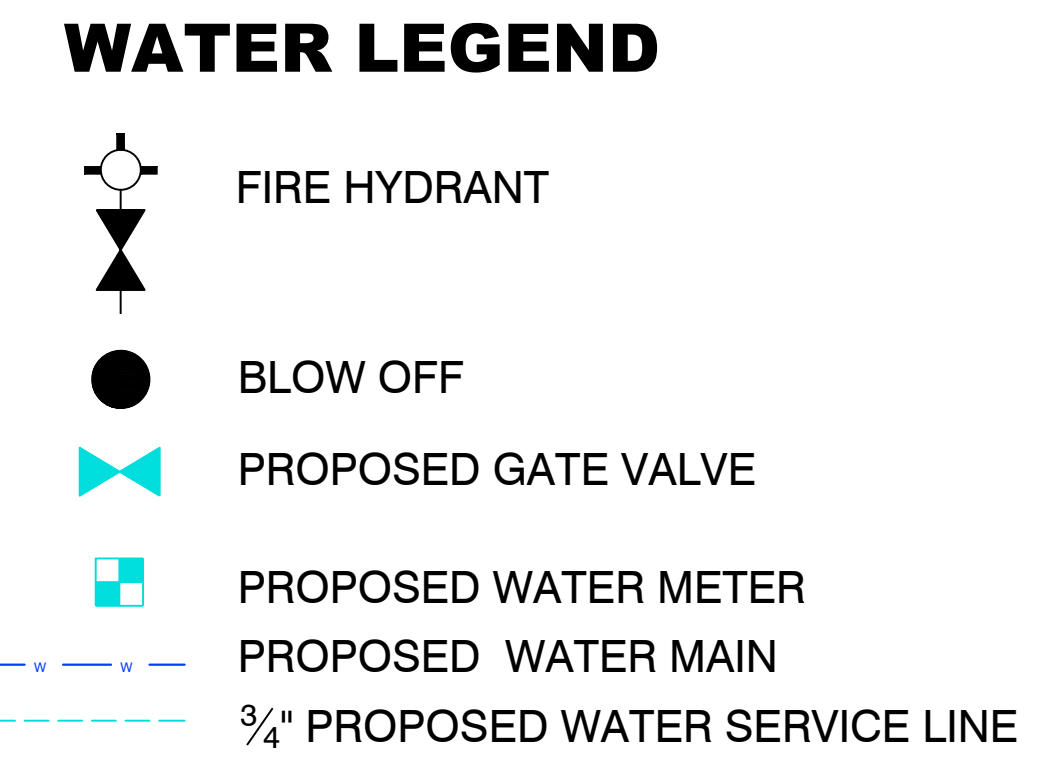 WATER LEGEND
FIRE HYDRANT
BLOW OFF
PROPOSED GATE VALVE
PROPOSED WATER METER
W W PROPOSED WATER MAIN
¾" PROPOSED WATER SERVICE LINE